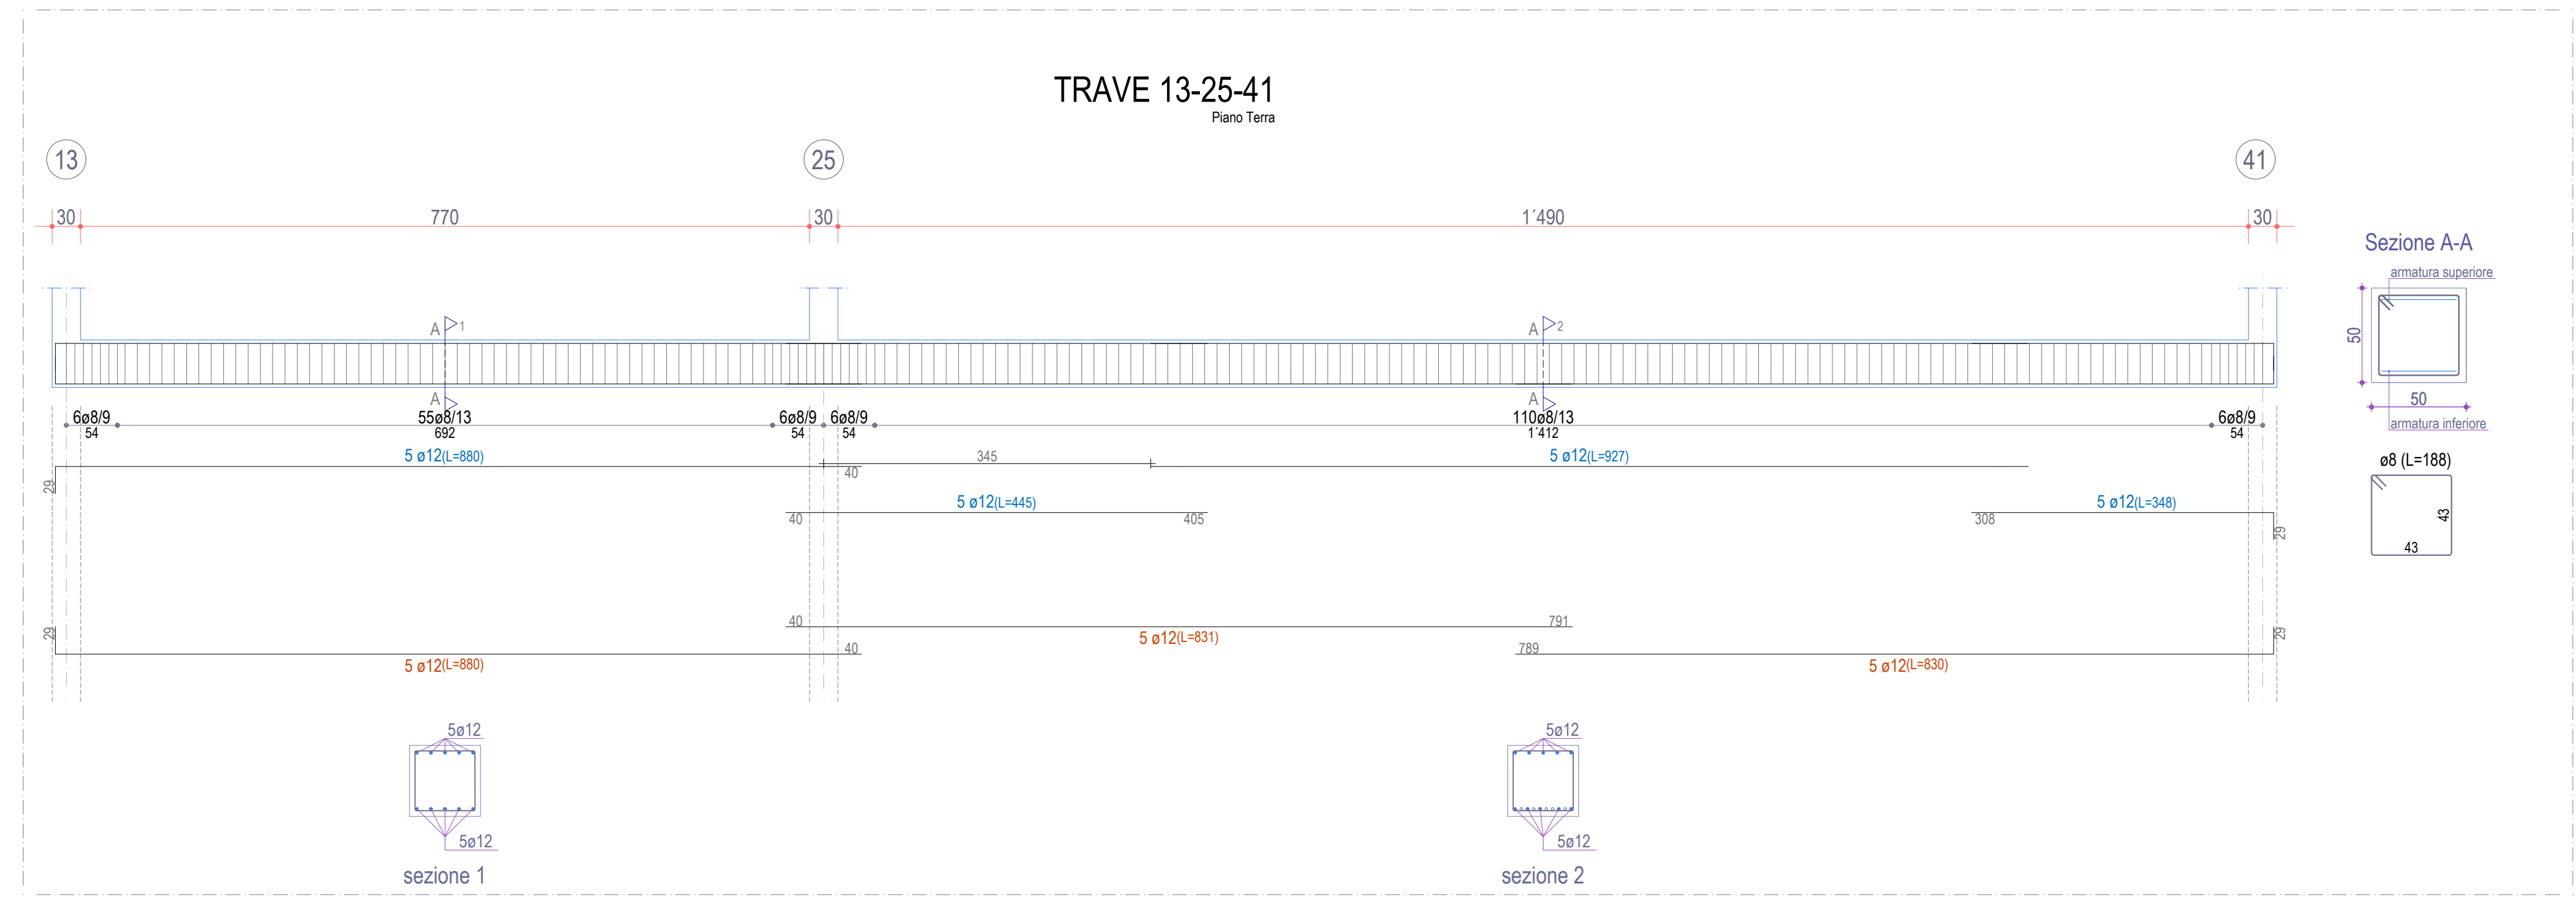 TRAVE 13-25-41
Piano Terra
13
25
41
30
770
30
1´490
30
Sezione A-A
armatura superiore
50
50
armatura inferiore
A
1
A
2
A
A
6ø8/9
55ø8/13
6ø8/9
6ø8/9
110ø8/13
6ø8/9
54
692
54
54
1´412
54
5 ø12(L=880)
345
5 ø12(L=927)
29
40
ø8 (L=188)
43
43
5 ø12(L=445)
5 ø12(L=348)
40
405
308
29
29
40
791
29
5 ø12(L=831)
40
789
5 ø12(L=880)
5 ø12(L=830)
5ø12
5ø12
5ø12
5ø12
sezione 1
sezione 2